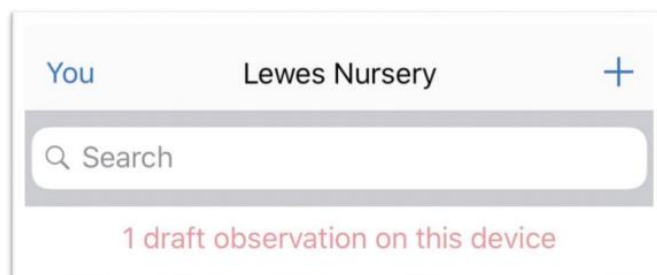 You Lewes Nursery +
Search
1 draft observation on this device